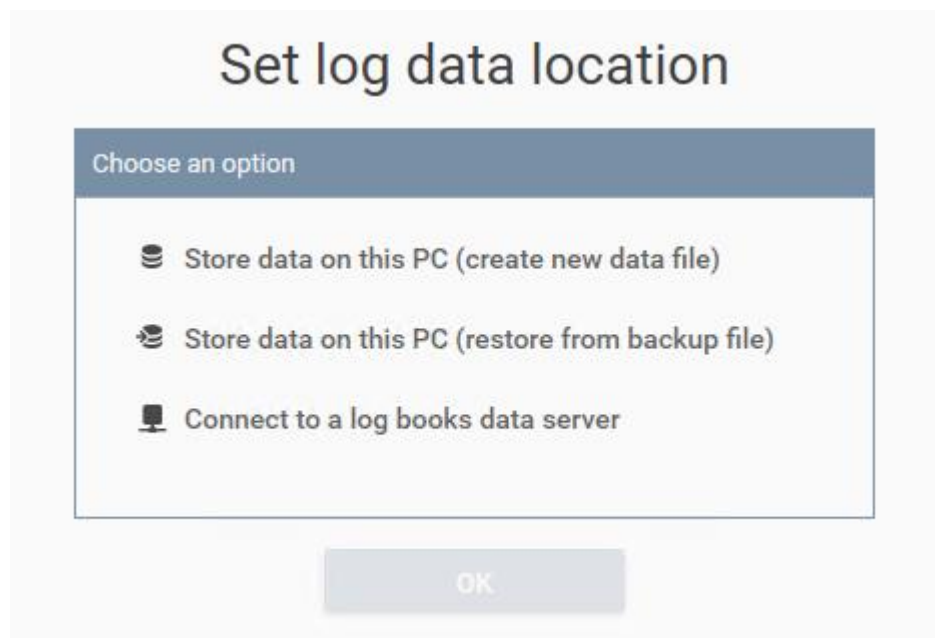 Set log data location
Choose an option
Store data on this PC (create new data file)
Store data on this PC (restore from backup file)
Connect to a log books data server
OK